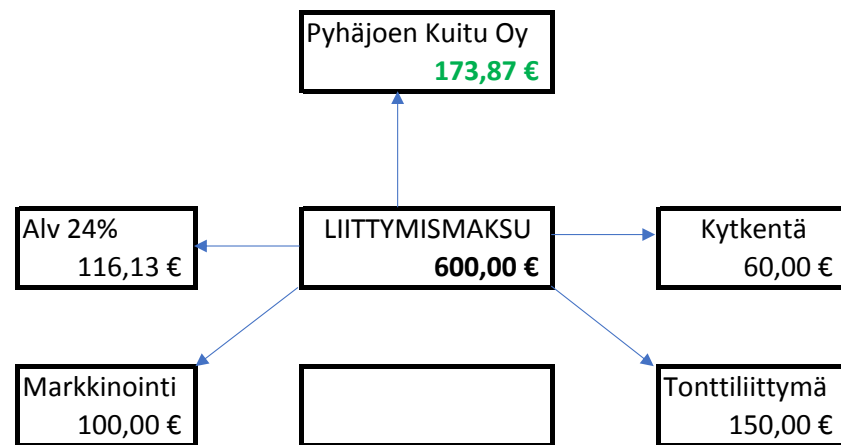 Pyhäjoen Kuitu Oy
173,87 €
Alv 24%
116,13 €
LIITTYMISMAKSU
600,00 €
Kytkentä
60,00 €
Markkinointi
100,00 €
Tonttiliittymä
150,00 €